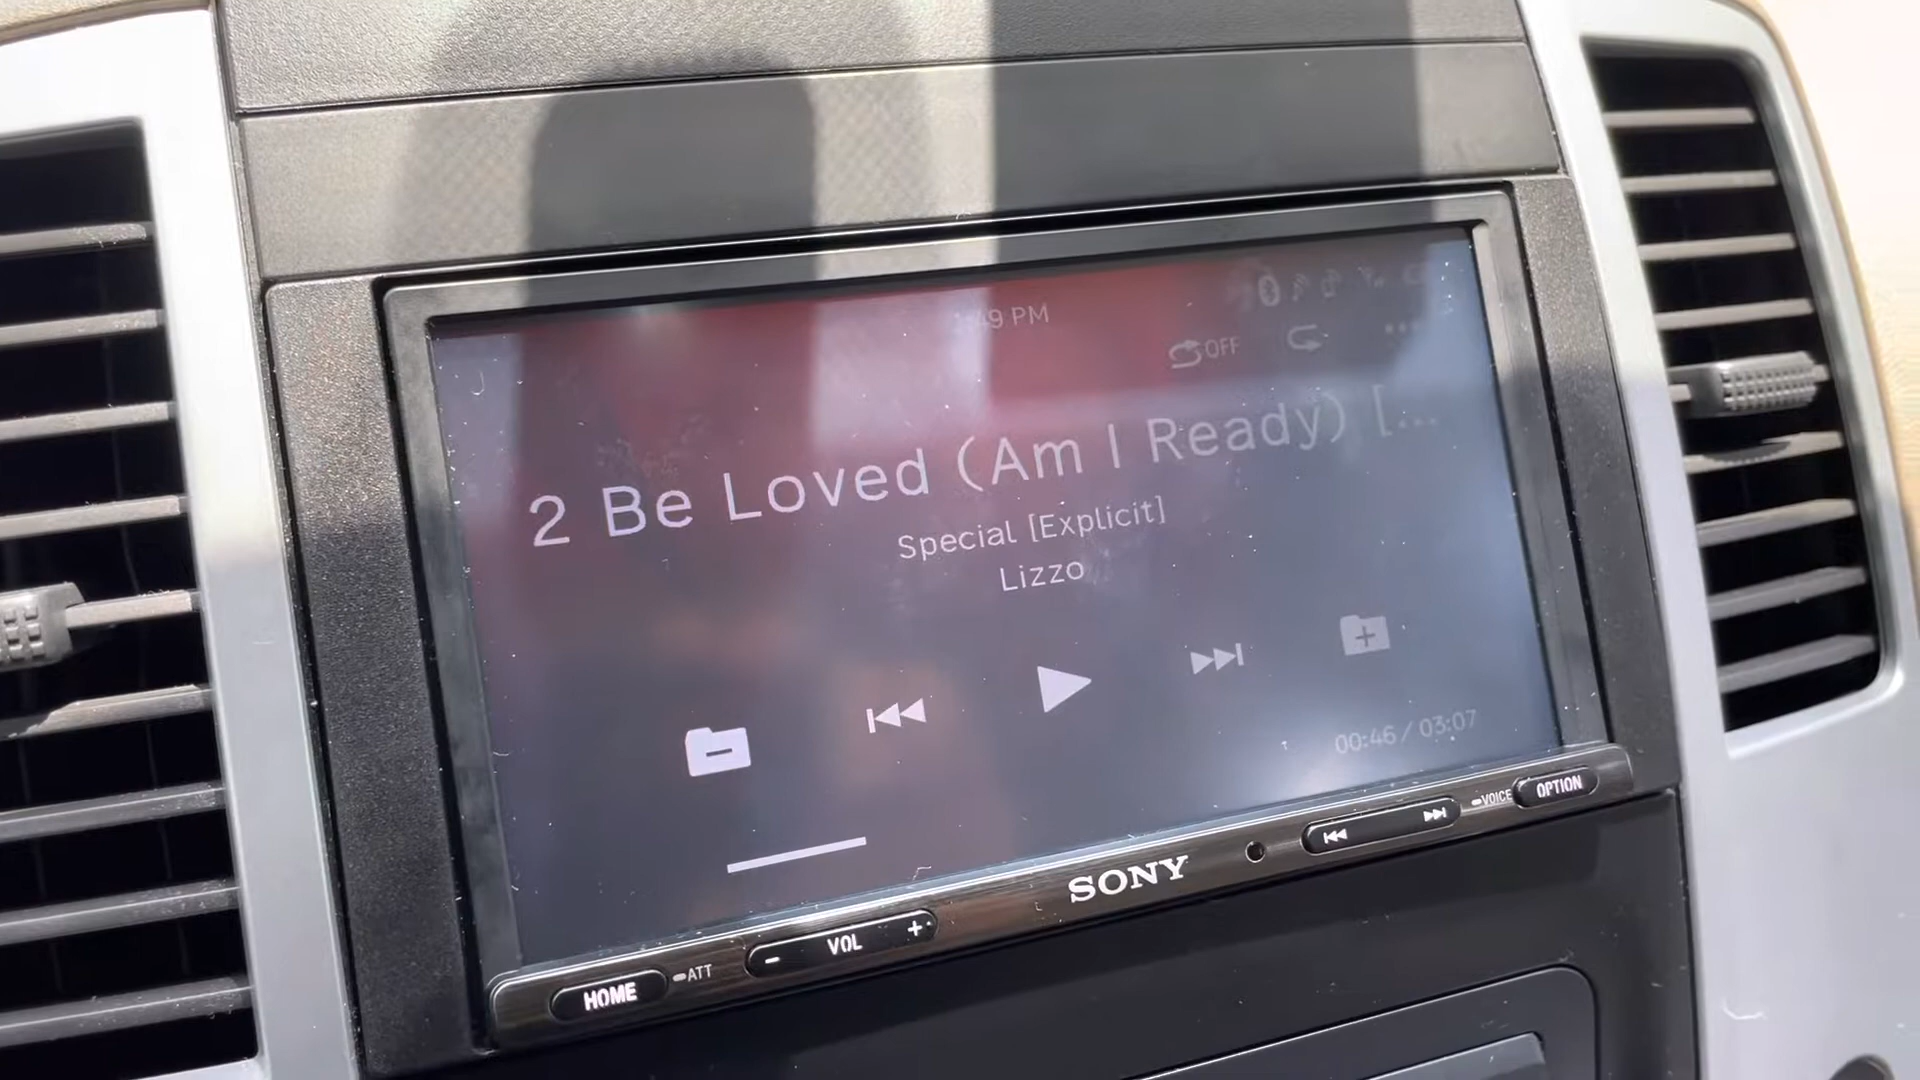 49 PM
OFF
2 Be Loved (Am I Ready) [...
Special [Explicit]
Lizzo
00:46 / 03:07
VOICE OPTION
SONY
- VOL +
HOME ATT